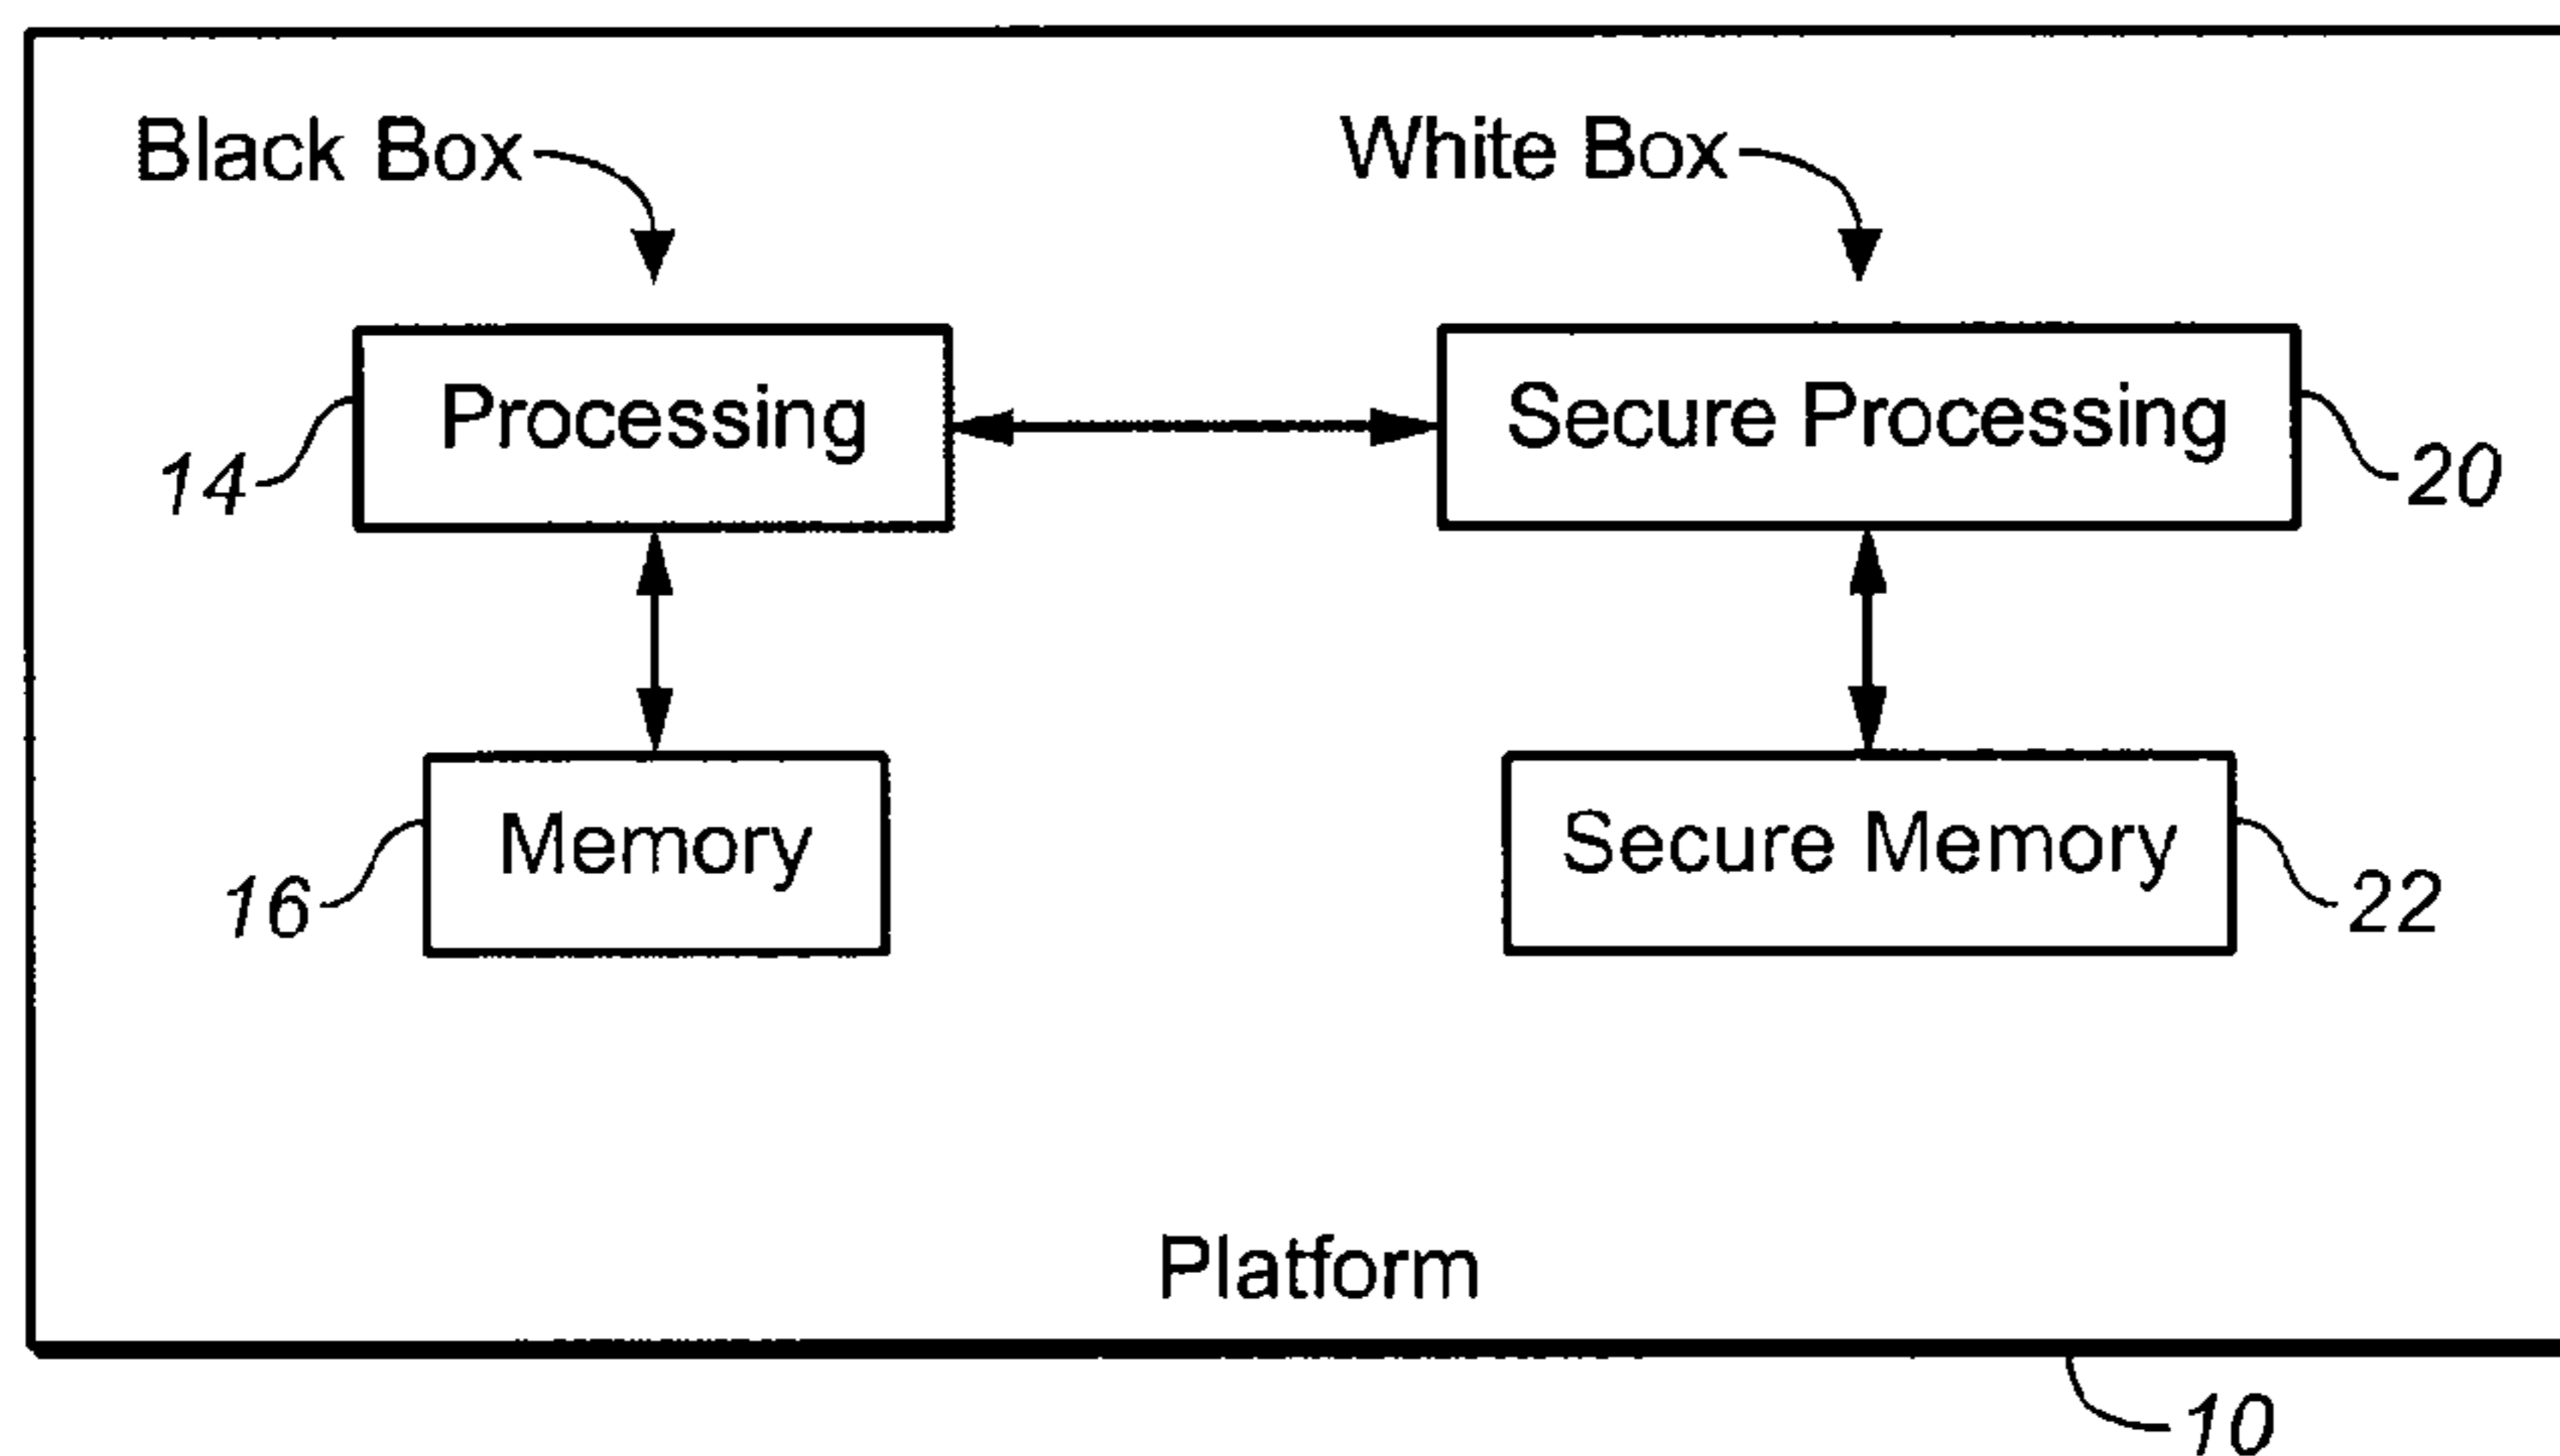 Black Box
White Box
Processing
Secure Processing
14
20
Memory
Secure Memory
16
22
Platform
10